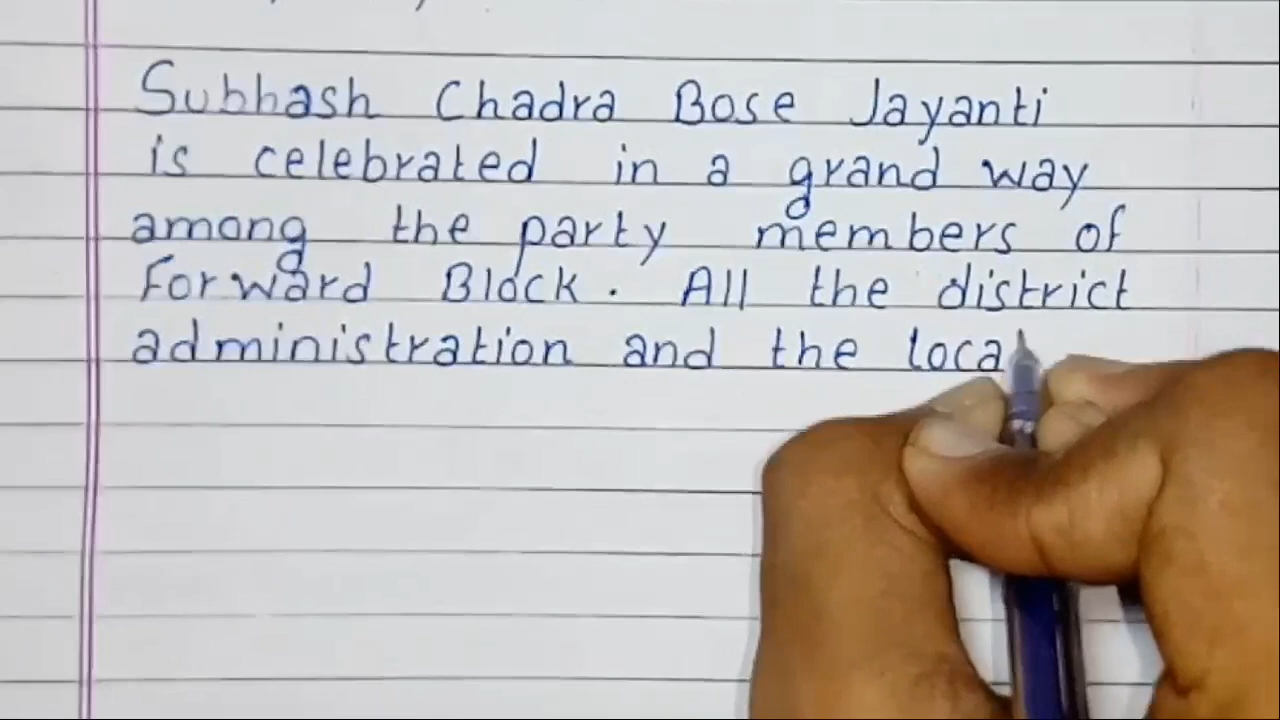 Subhash Chadra Bose Jayanti
is celebrated in a grand way
among the party members of
Forward Block. All the district
administration and the loca